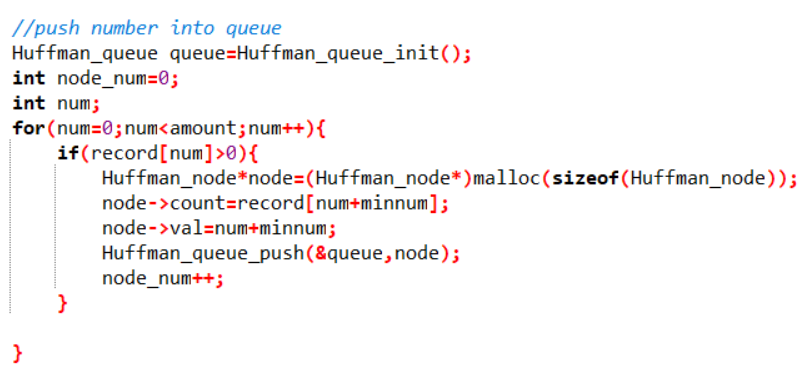 //push number into queue
Huffman_queue queue=Huffman_queue_init();
int node_num=0;
int num;
for(num=0;num<amount;num++){
    if(record[num]>0){
        Huffman_node*node=(Huffman_node*)malloc(sizeof(Huffman_node));
        node->count=record[num+minnum];
        node->val=num+minnum;
        Huffman_queue_push(&queue,node);
        node_num++;
    }
}